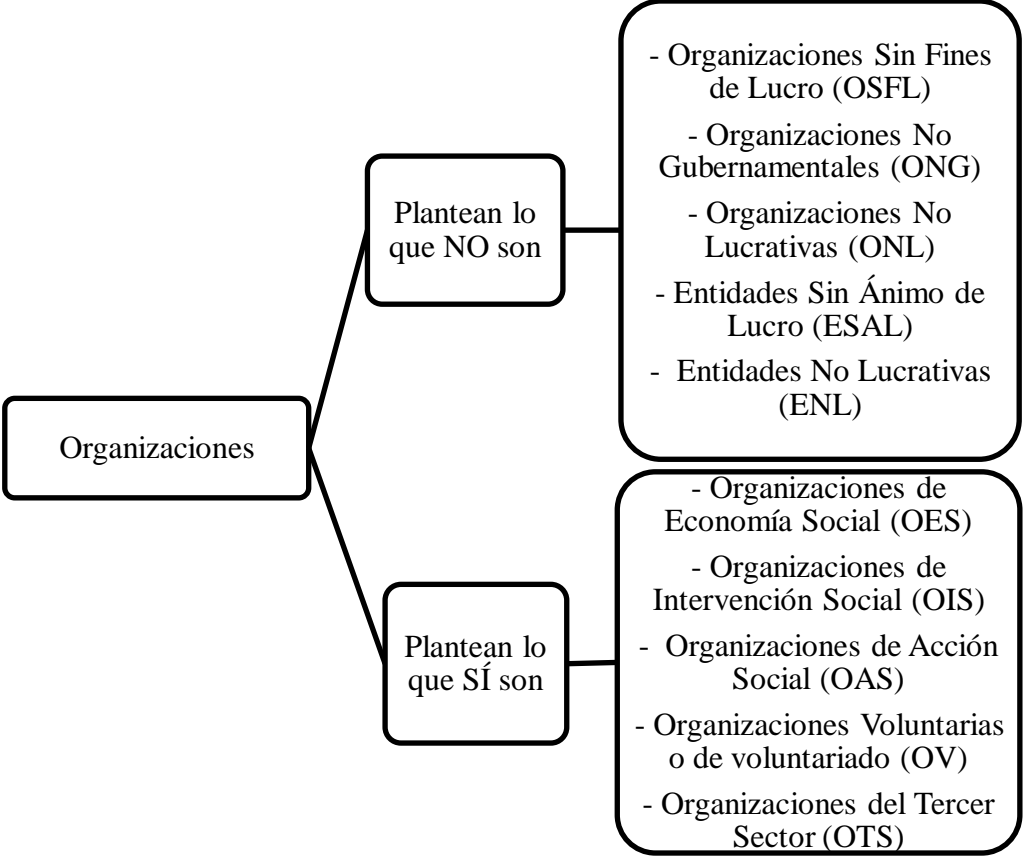 Organizaciones
Plantean lo
que NO son
- Organizaciones Sin Fines
de Lucro (OSFL)
- Organizaciones No
Gubernamentales (ONG)
- Organizaciones No
Lucrativas (ONL)
- Entidades Sin Ánimo de
Lucro (ESAL)
- Entidades No Lucrativas
(ENL)
Plantean lo
que SÍ son
- Organizaciones de
Economía Social (OES)
- Organizaciones de
Intervención Social (OIS)
- Organizaciones de Acción
Social (OAS)
- Organizaciones Voluntarias
o de voluntariado (OV)
- Organizaciones del Tercer
Sector (OTS)